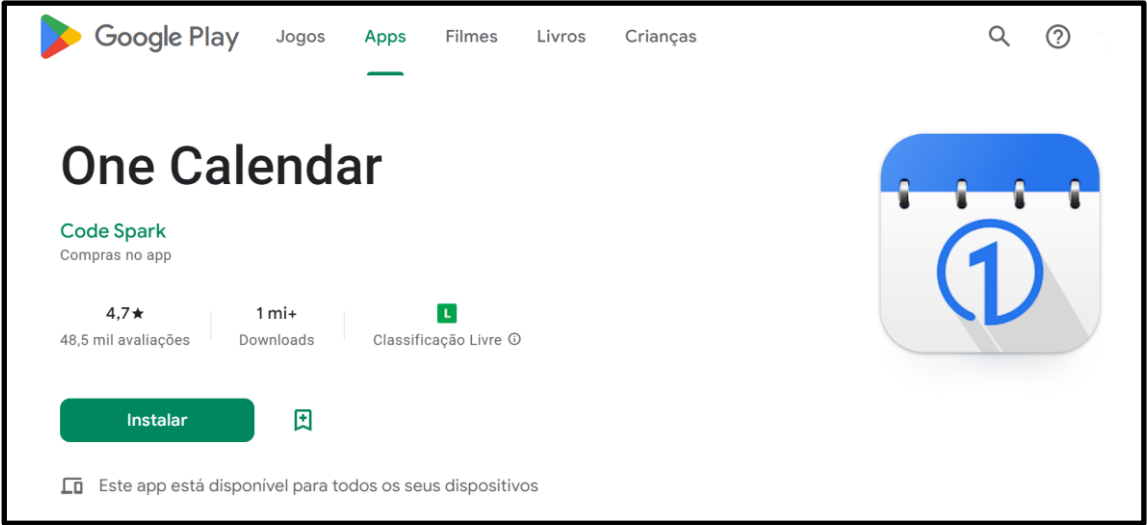 Google Play Jogos Apps Filmes Livros Crianças
One Calendar
Code Spark
Compras no app
4,7★ 1 mi+ L
48,5 mil avaliações Downloads Classificação Livre
Instalar
Este app está disponível para todos os seus dispositivos
1